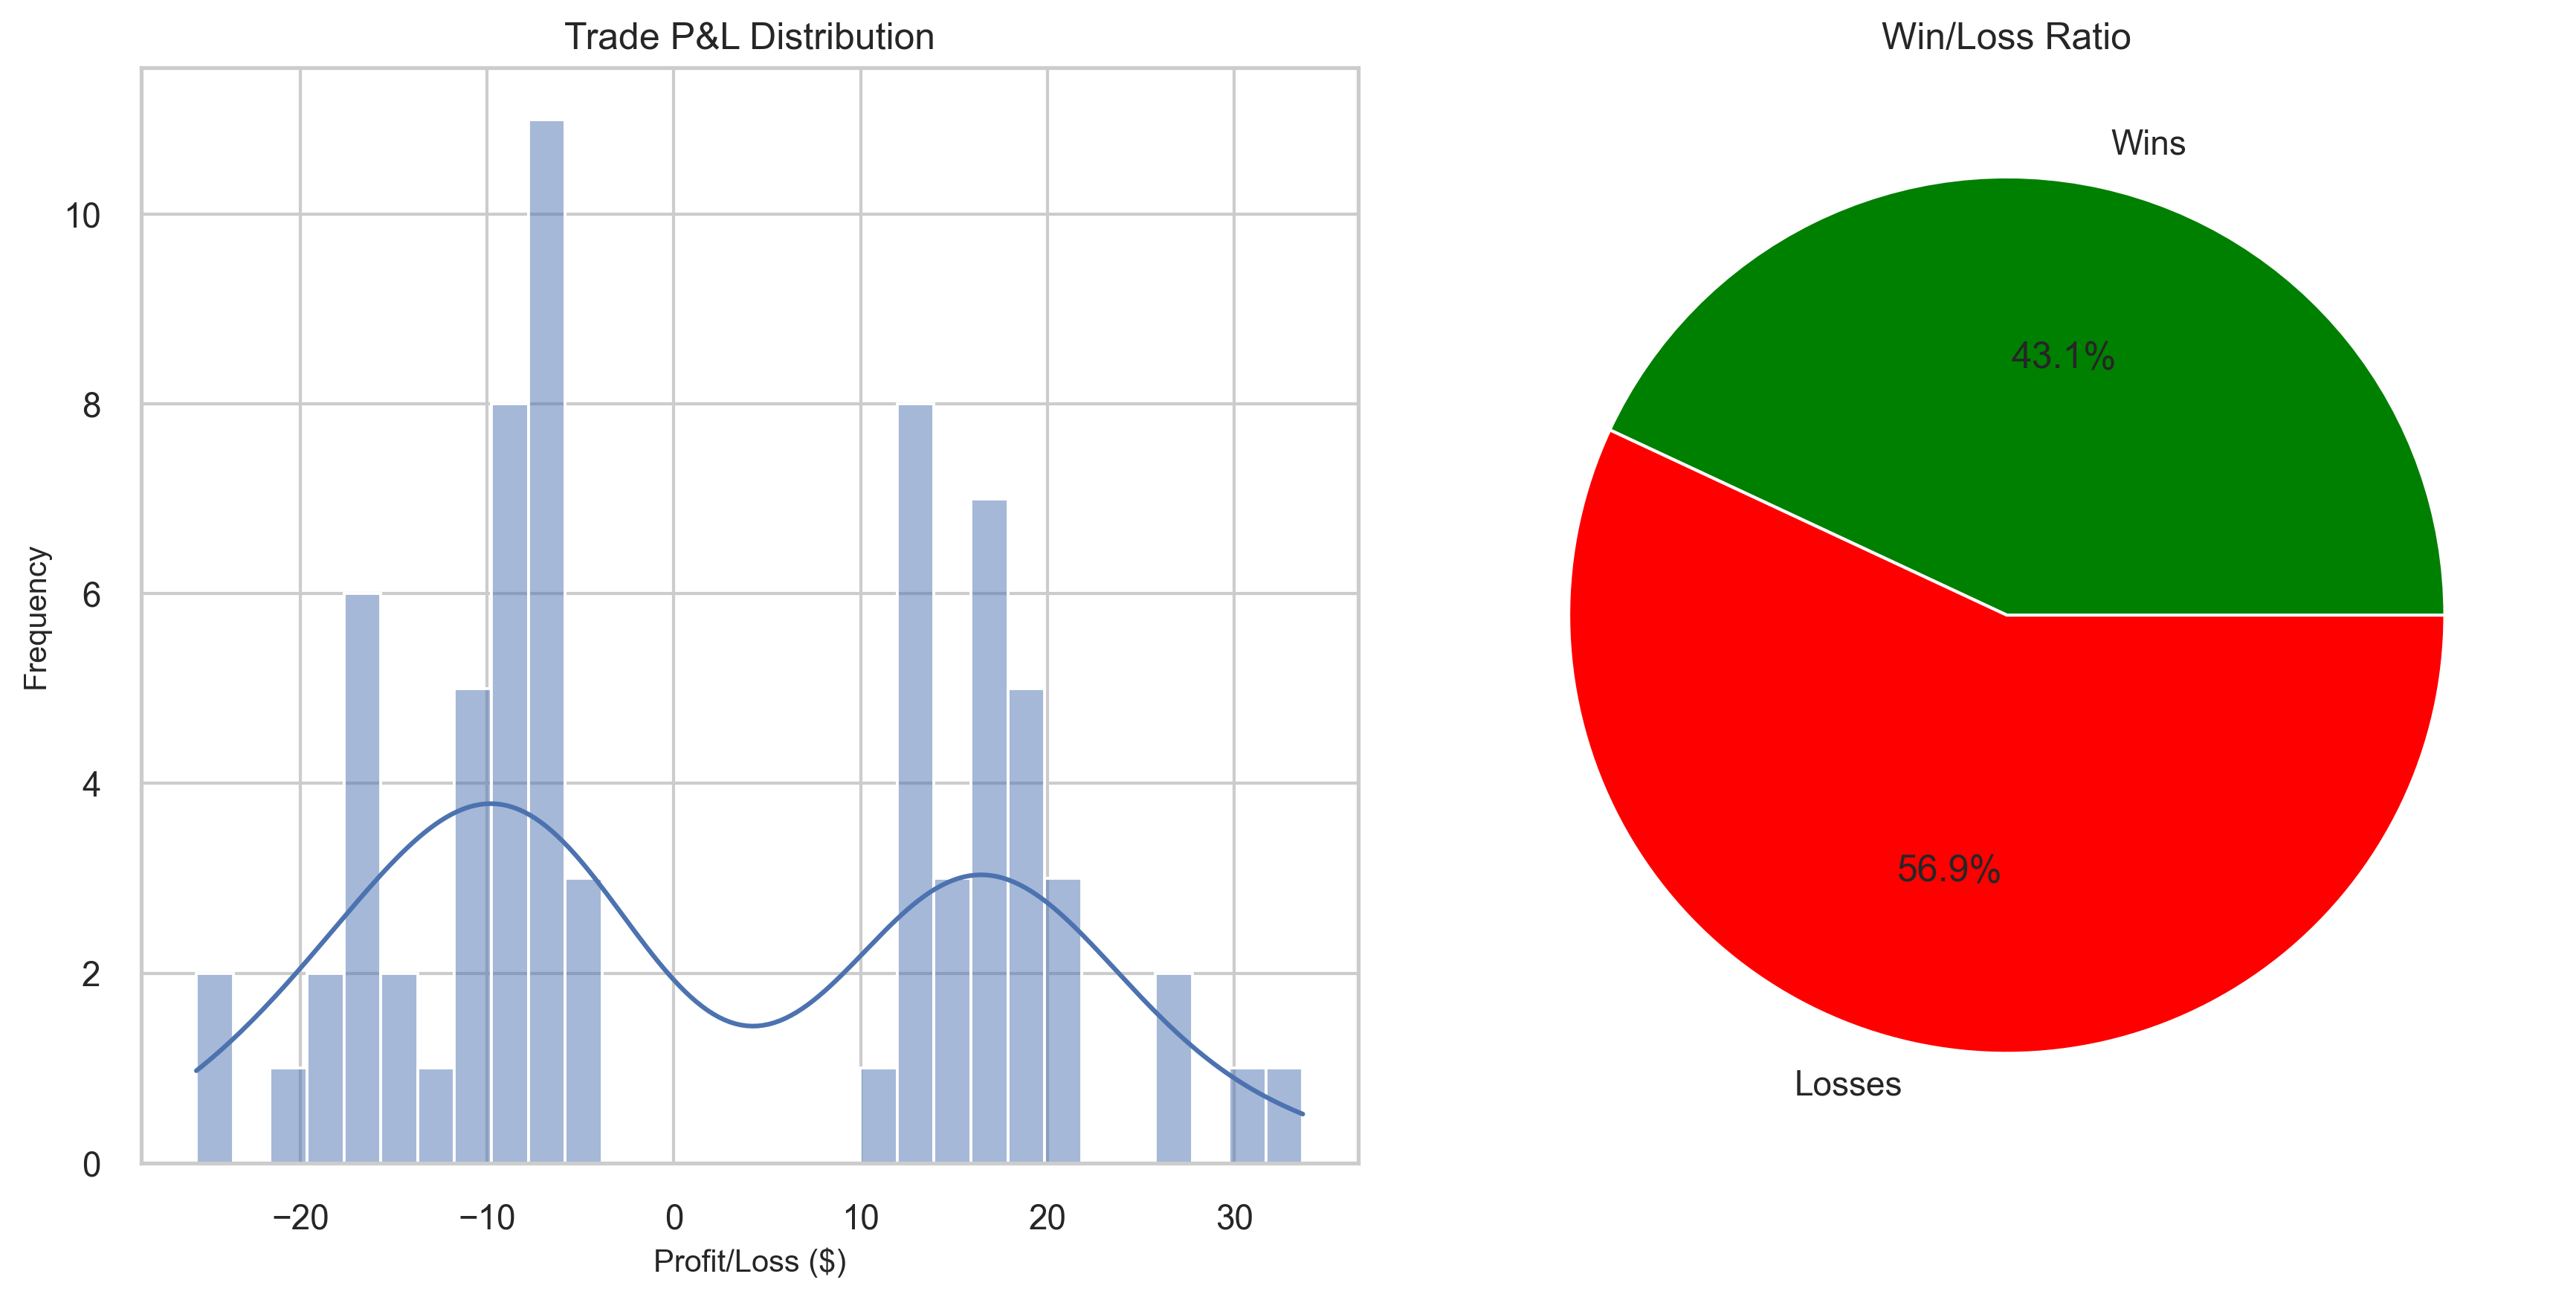 Trade P&L Distribution
Frequency
10
8
6
4
2
0
−20 −10 0 10 20 30
Profit/Loss ($)
Win/Loss Ratio
Wins
43.1%
56.9%
Losses